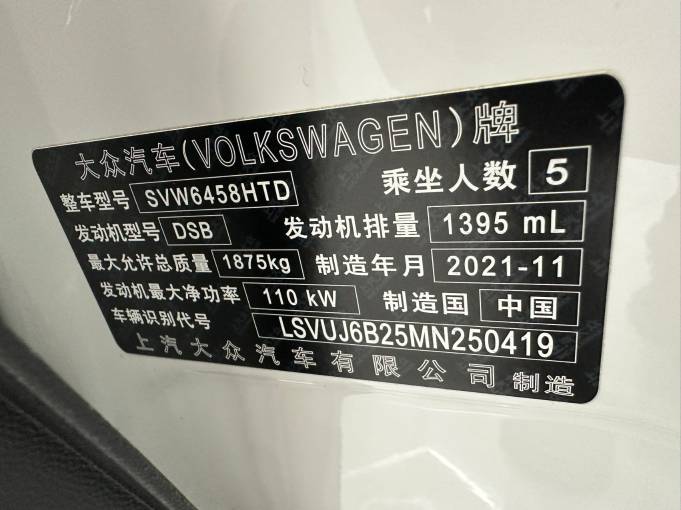 大众汽车(VOLKSWAGEN)牌
整车型号 SVW6458HTD 乘坐人数 5
发动机型号 DSB 发动机排量 1395 mL
最大允许总质量 1875kg 制造年月 2021-11
发动机最大净功率 110 kW 制造国 中国
车辆识别代号 LSVUJ6B25MN250419
上汽大众汽车有限公司 制造